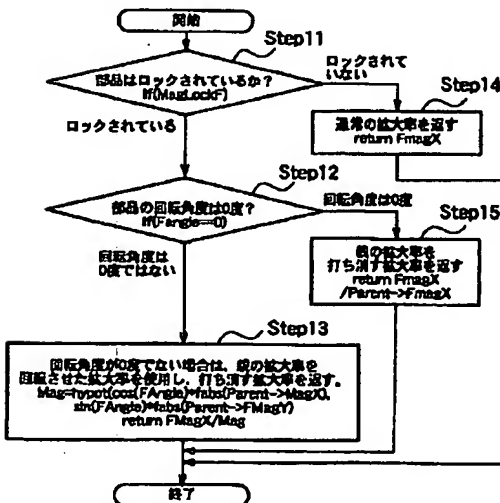 開始
Step11
部品はロックされているか?
if(MagLockF)
ロックされて
いない
Step14
通常の拡大率を返す
return FmagX
ロックされている
Step12
部品の回転角度は0度?
if(Fangle==0)
回転角度は0度
Step15
親の拡大率を
打ち消す拡大率を返す
return FmagX
/Parent->FmagX
回転角度は
0度ではない
Step13
回転角度が0度でない場合は、親の拡大率を
回転させた拡大率を使用し、打ち消す拡大率を返す。
Mag=hypot(cos(FAngle)*fabs(Parent->MagX),
sin(FAngle)*fabs(Parent->FMagY)
return FMagX/Mag
終了